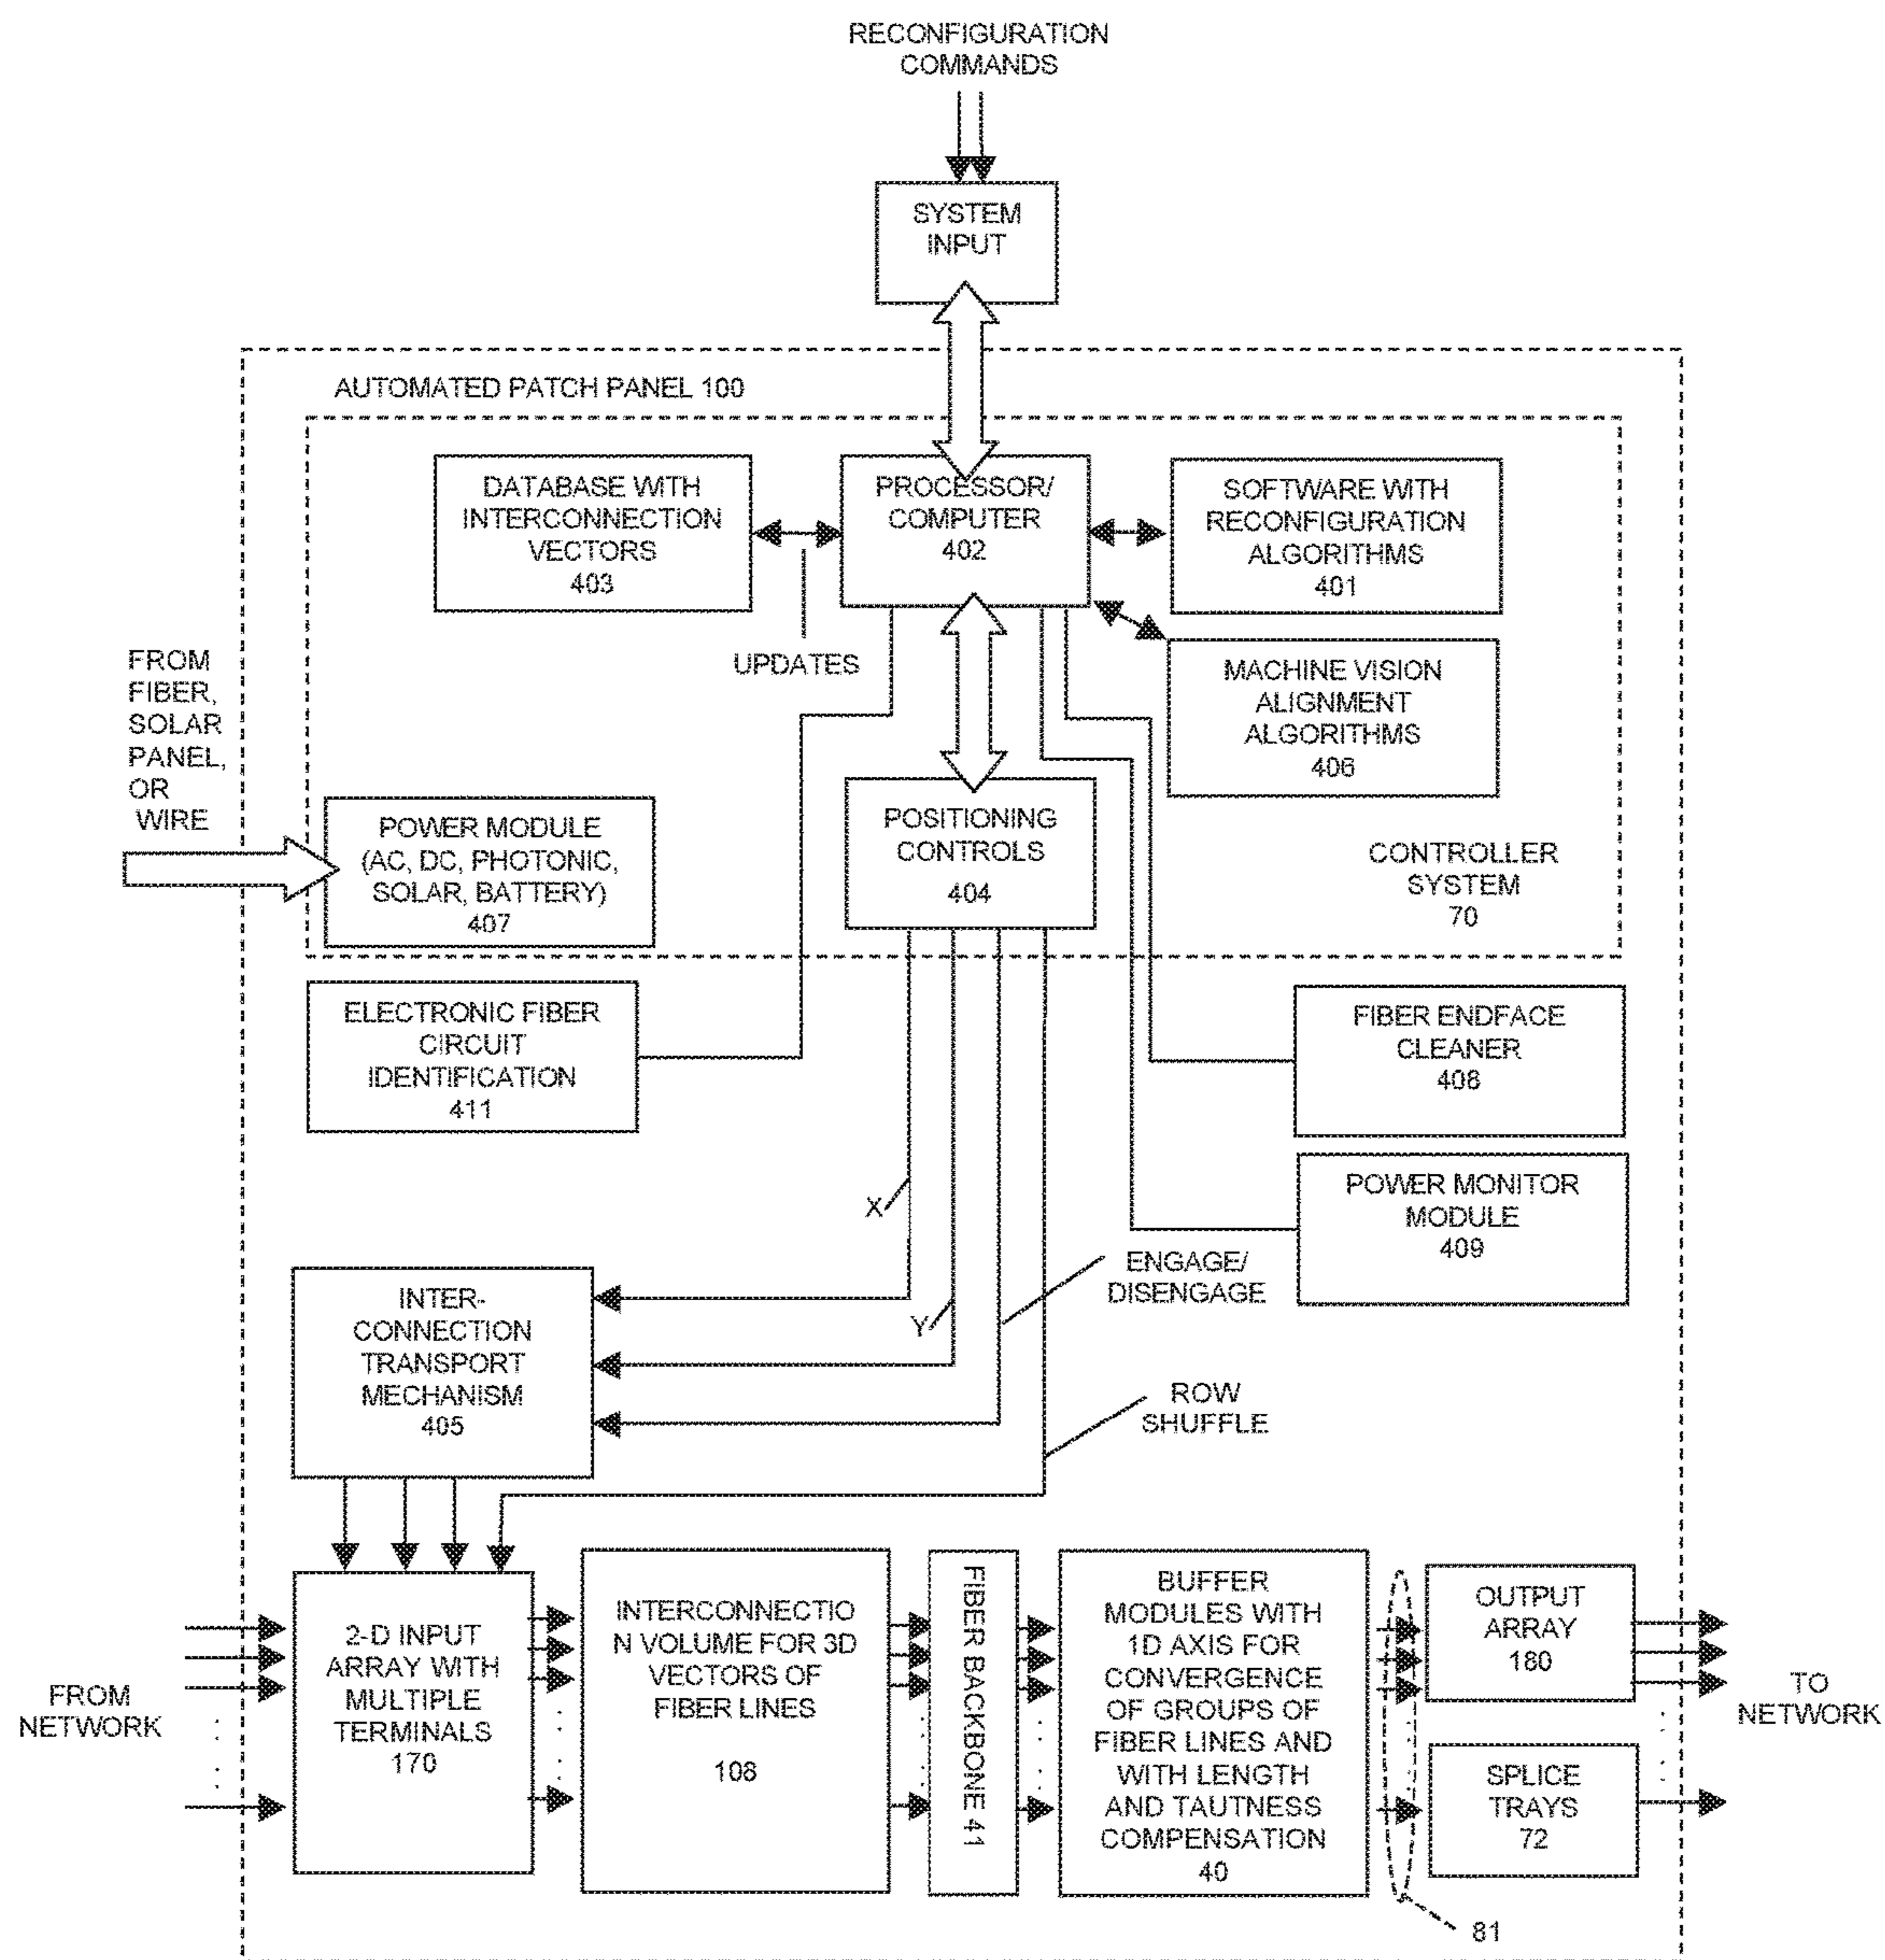 RECONFIGURATION
COMMANDS
SYSTEM
INPUT
AUTOMATED PATCH PANEL 100
DATABASE WITH
INTERCONNECTION
VECTORS
403
PROCESSOR/
COMPUTER
402
SOFTWARE WITH
RECONFIGURATION
ALGORITHMS
401
UPDATES
MACHINE VISION
ALIGNMENT
ALGORITHMS
406
FROM
FIBER,
SOLAR
PANEL,
OR
WIRE
POWER MODULE
(AC, DC, PHOTONIC,
SOLAR, BATTERY)
407
POSITIONING
CONTROLS
404
CONTROLLER
SYSTEM
70
ELECTRONIC FIBER
CIRCUIT
IDENTIFICATION
411
FIBER ENDFACE
CLEANER
408
POWER MONITOR
MODULE
409
X
Y
ENGAGE/
DISENGAGE
INTER-
CONNECTION
TRANSPORT
MECHANISM
405
ROW
SHUFFLE
FROM
NETWORK
2-D INPUT
ARRAY WITH
MULTIPLE
TERMINALS
170
INTERCONNECTIO
N VOLUME FOR 3D
VECTORS OF
FIBER LINES
108
FIBER BACKBONE 41
BUFFER
MODULES WITH
1D AXIS FOR
CONVERGENCE
OF GROUPS OF
FIBER LINES AND
WITH LENGTH
AND TAUTNESS
COMPENSATION
40
OUTPUT
ARRAY
180
SPLICE
TRAYS
72
TO
NETWORK
81